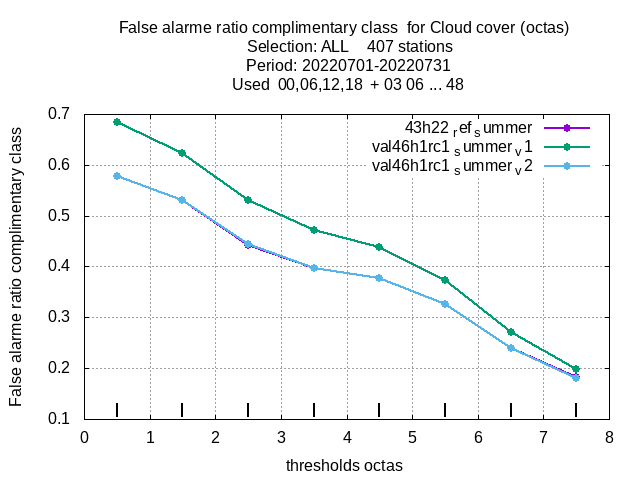 False alarme ratio complimentary class for Cloud cover (octas)
Selection: ALL 407 stations
Period: 20220701-20220731
Used 00,06,12,18 + 03 06 ... 48
43h22 ref summer
val46h1rc1 summer v1
val46h1rc1 summer v2
False alarme ratio complimentary class
0.7
0.6
0.5
0.4
0.3
0.2
0.1
0 1 2 3 4 5 6 7 8
thresholds octas